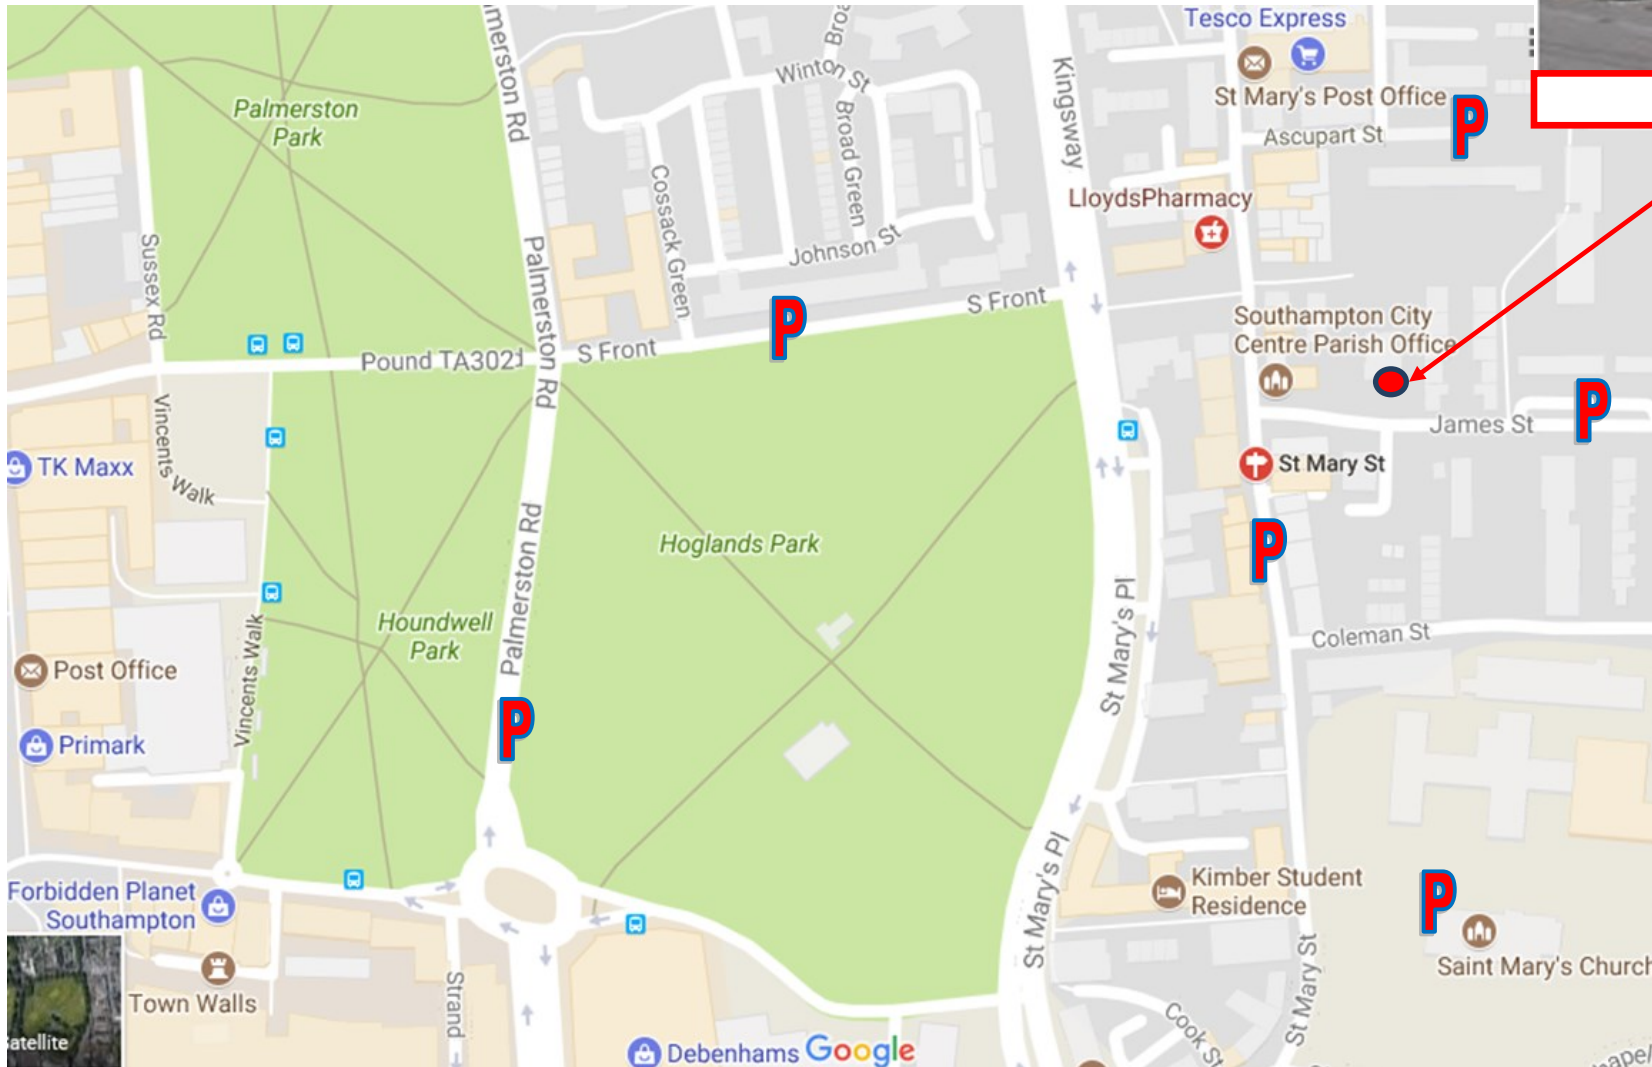 Tesco Express
St Mary's Post Office
P
Ascupart St
Palmerston Rd
Palmerston
Park
Winton St
Broad Green
Kingsway
Cossack Green
LloydsPharmacy
Johnson St
Sussex Rd
Palmerston Rd
S Front
P
Southampton City
Centre Parish Office
Pound TA3021
S Front
P
James St
Vincents Walk
TK Maxx
St Mary St
P
Hoglands Park
Palmerston Rd
Houndwell
Park
St Mary's Pl
Coleman St
Vincents Walk
Post Office
P
Primark
St Mary's Pl
Kimber Student
Residence
P
Forbidden Planet
Southampton
Saint Mary's Church
Town Walls
Strand
St Mary St
Cook St
Debenhams
Google